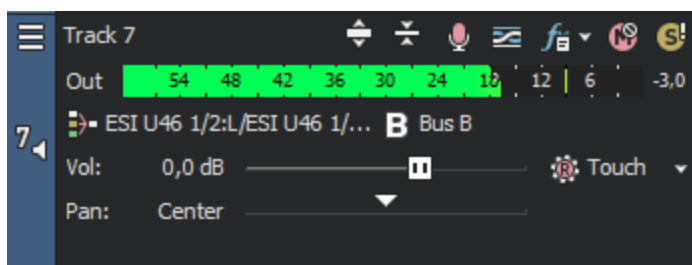 Track 7
Out 54 48 42 36 30 24 18 12 6 -3,0
7
ESI U46 1/2:L/ESI U46 1/... B Bus B
Vol: 0,0 dB R Touch
Pan: Center